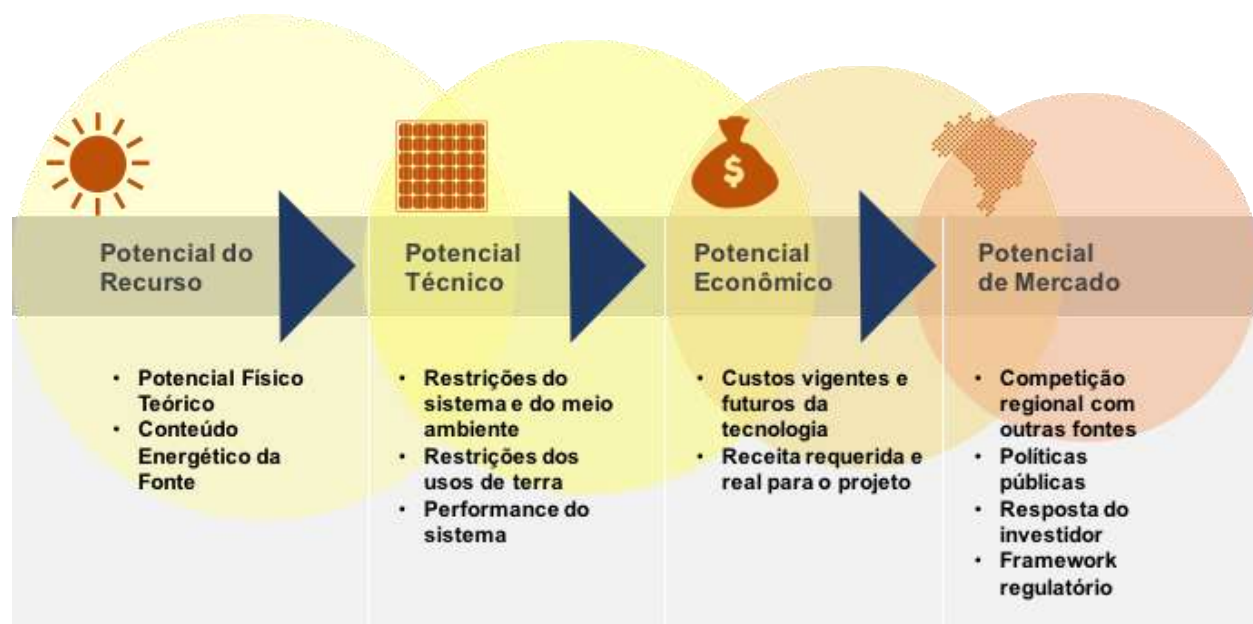 $
Potencial do
Recurso
Potencial
Técnico
Potencial
Econômico
Potencial
de Mercado
• Potencial Físico
Teórico
• Conteúdo
Energético da
Fonte
• Restrições do
sistema e do meio
ambiente
• Restrições dos
usos de terra
• Performance do
sistema
• Custos vigentes e
futuros da
tecnologia
• Receita requerida e
real para o projeto
• Competição
regional com
outras fontes
• Políticas
públicas
• Resposta do
investidor
• Framework
regulatório